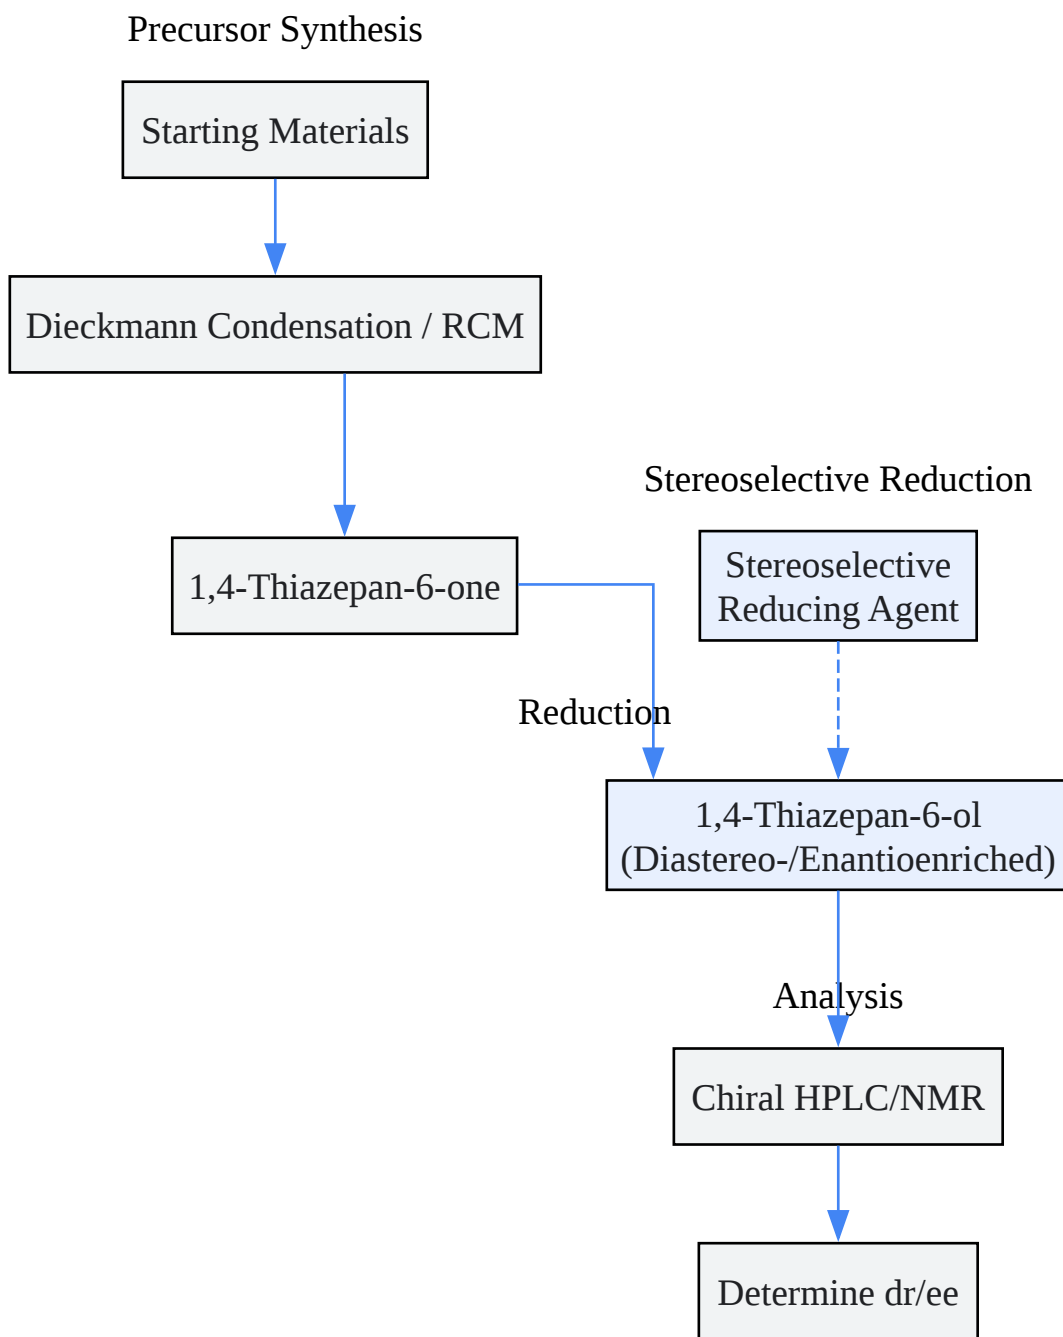 Precursor Synthesis
Starting Materials
Dieckmann Condensation / RCM
Stereoselective Reduction
1,4-Thiazepan-6-one
Stereoselective
Reducing Agent
Reduction
1,4-Thiazepan-6-ol
(Diastereo-/Enantioenriched)
Analysis
Chiral HPLC/NMR
Determine dr/ee